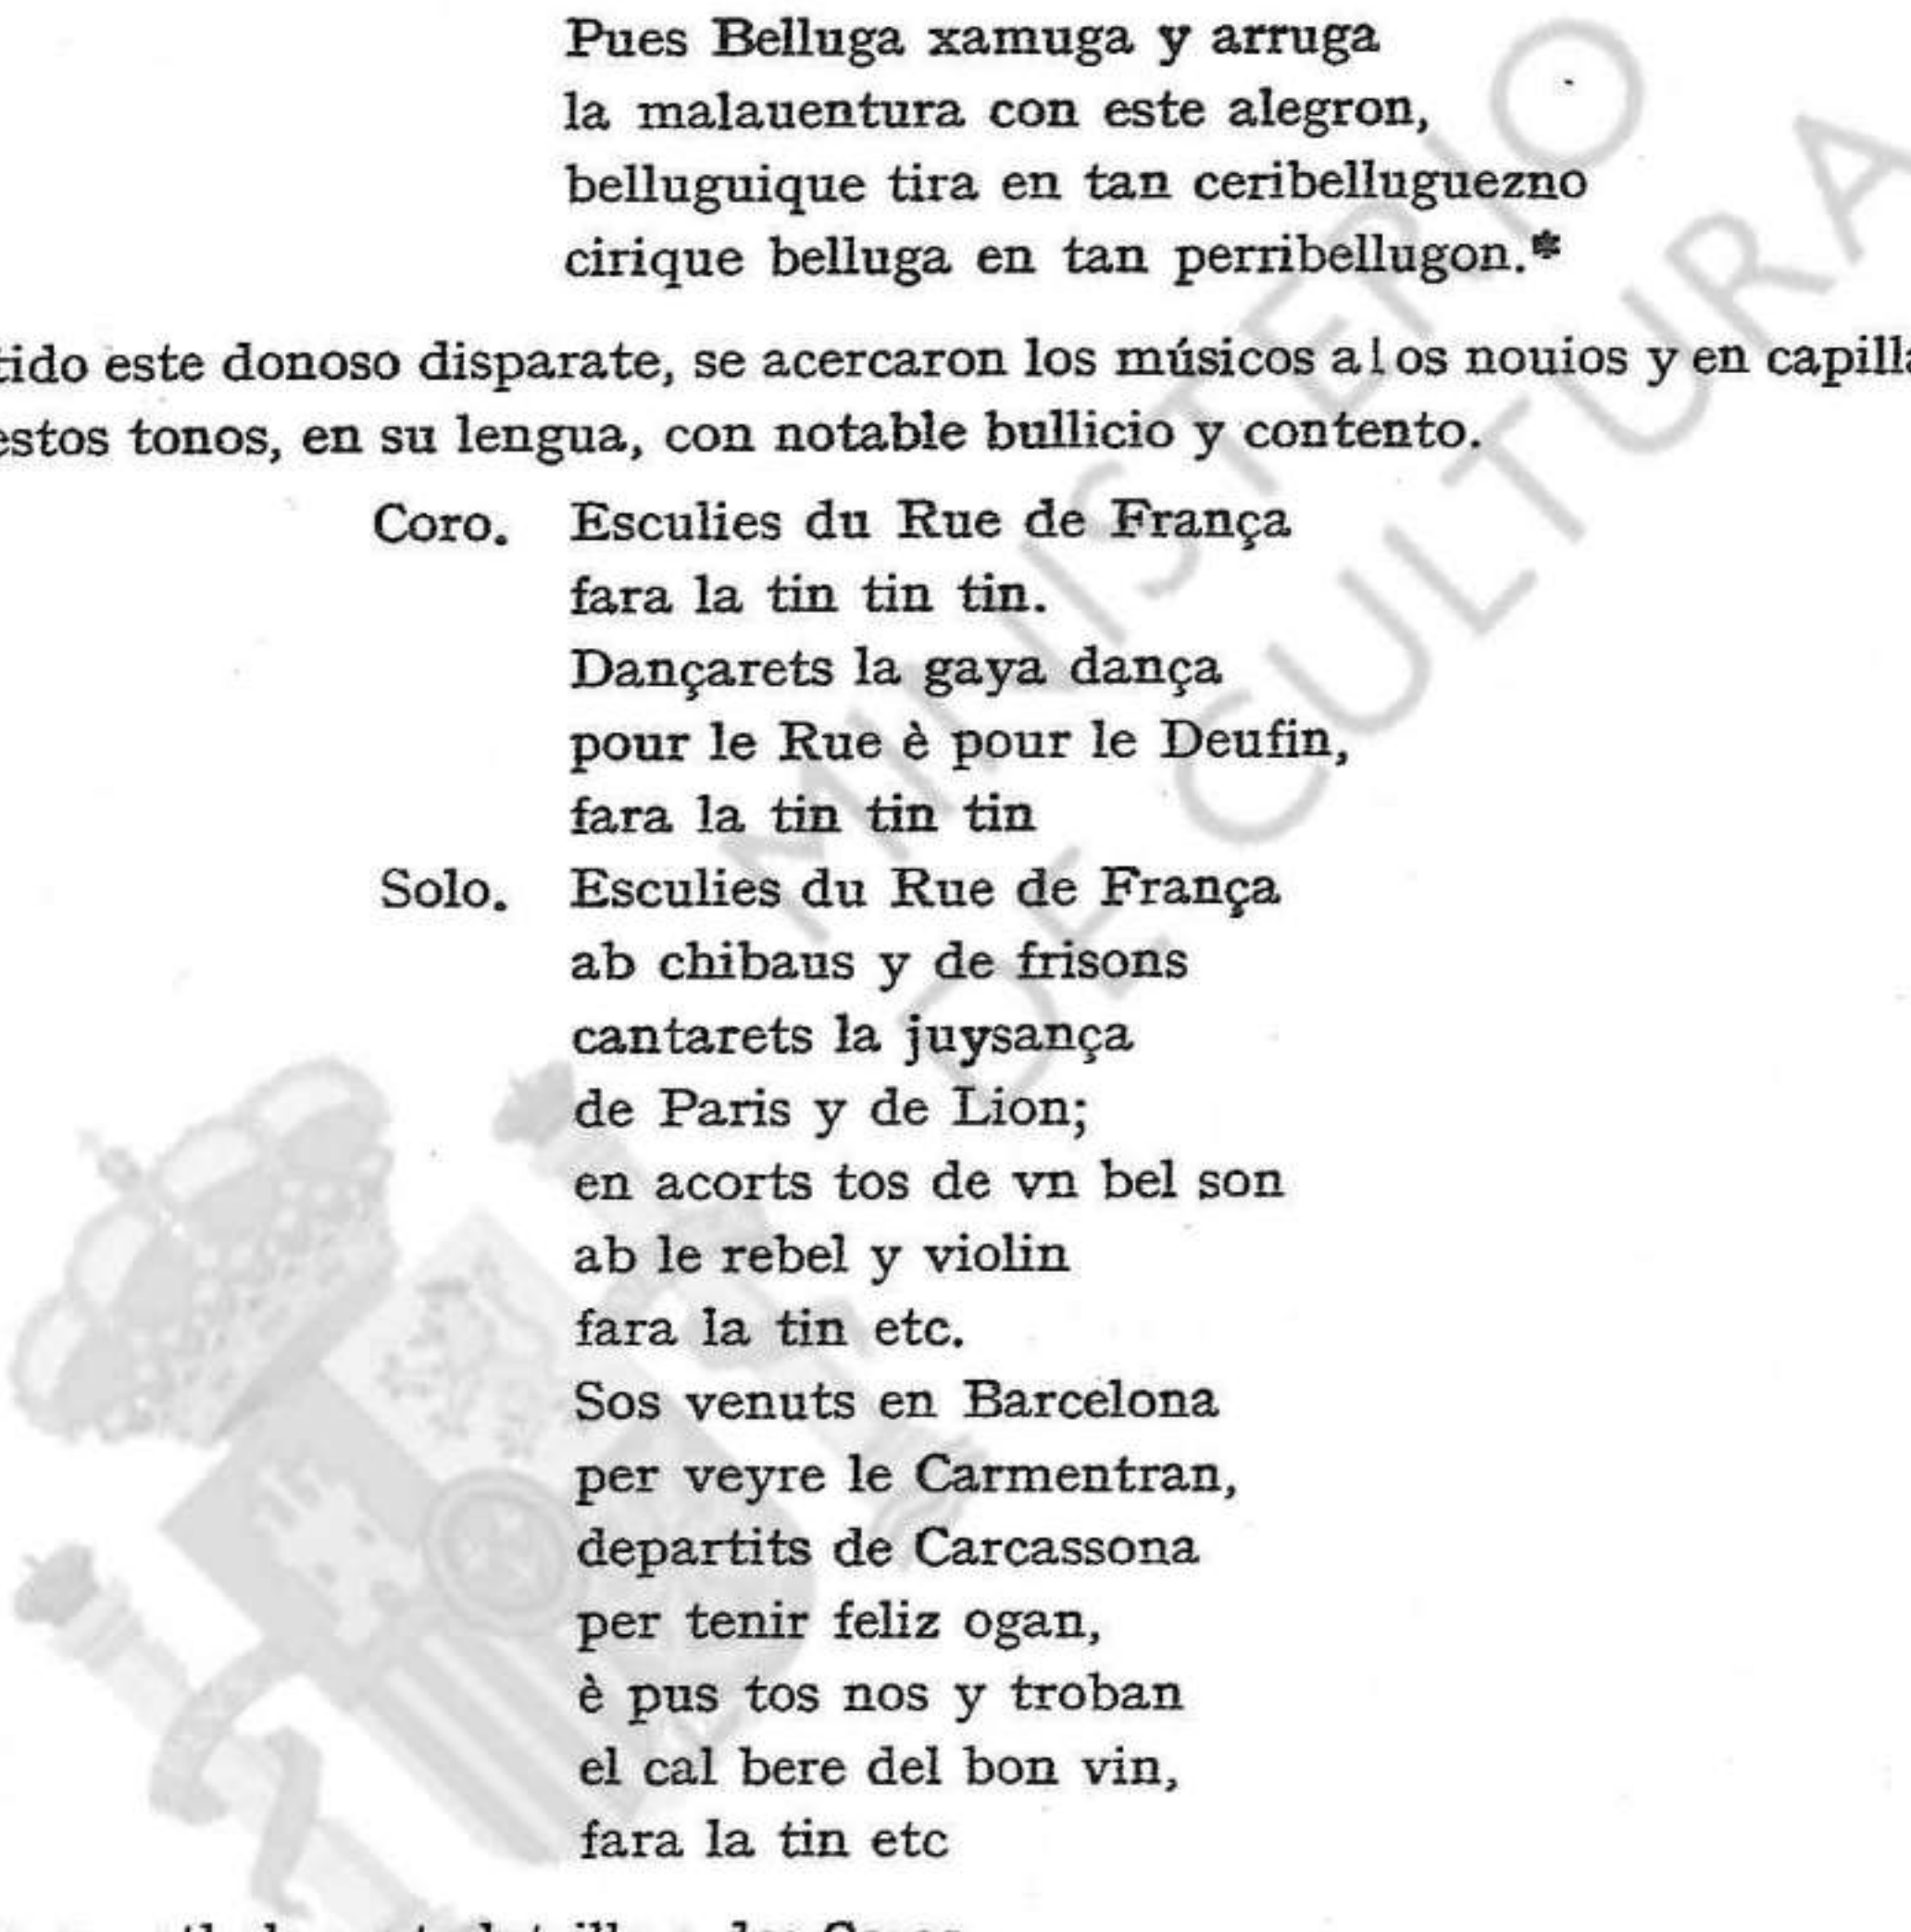 Pues Belluga xamuga y arruga
la malauentura con este alegron,
belluguique tira en tan ceribelluguezno
cirique belluga en tan perribellugon.*
tido este donoso disparate, se acercaron los músicos a los nouios y en capilla
estos tonos, en su lengua, con notable bullicio y contento.
Coro. Esculies du Rue de França
fara la tin tin tin.
Dançarets la gaya dança
pour le Rue è pour le Deufin,
fara la tin tin tin
Solo. Esculies du Rue de França
ab chibaus y de frisons
cantarets la juysança
de Paris y de Lion;
en acorts tos de vn bel son
ab le rebel y violin
fara la tin etc.
Sos venuts en Barcelona
per veyre le Carmentran,
departits de Carcassona
per tenir feliz ogan,
è pus tos nos y troban
el cal bere del bon vin,
fara la tin etc
MINISTERIO
DE CULTURA